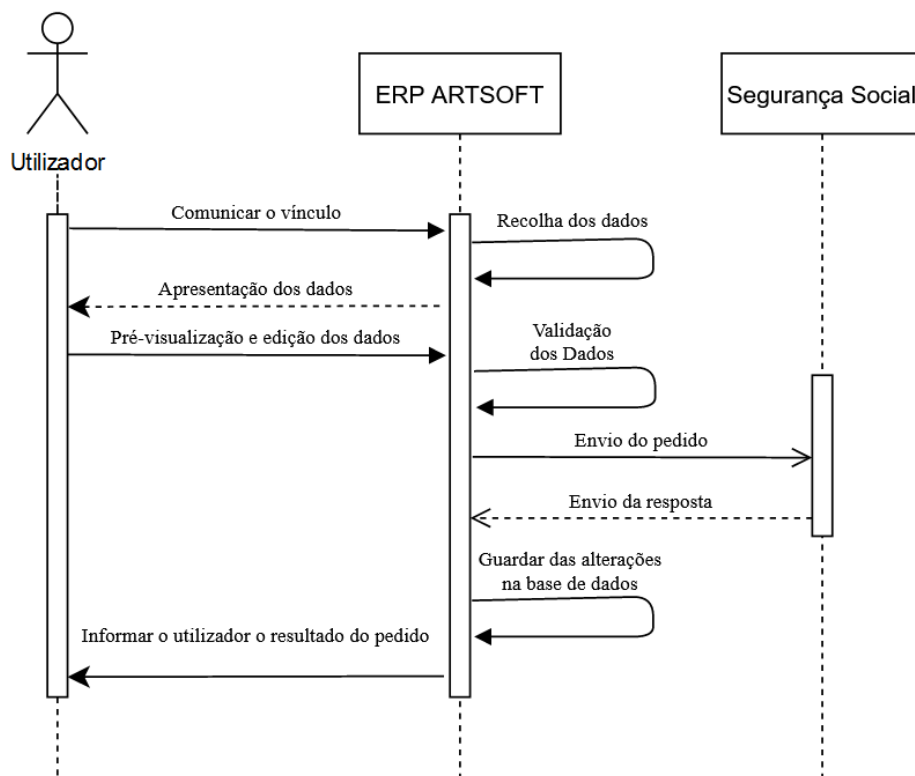 ERP ARTSOFT
Segurança Social
Utilizador
Comunicar o vínculo
Recolha dos dados
Apresentação dos dados
Pré-visualização e edição dos dados
Validação
dos Dados
Envio do pedido
Envio da resposta
Guardar das alterações
na base de dados
Informar o utilizador o resultado do pedido